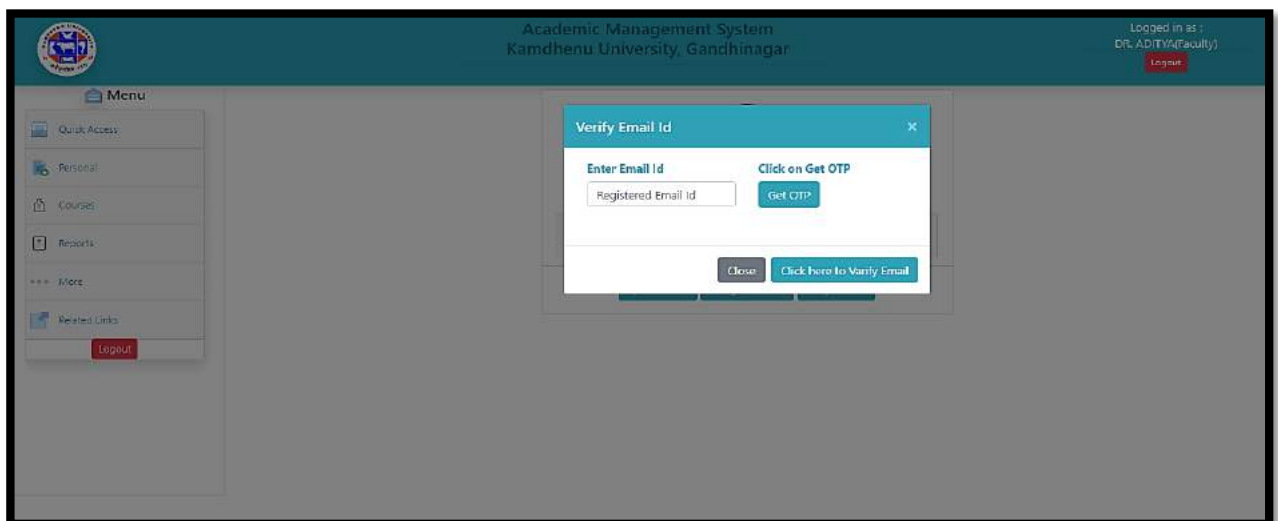 Academic Management System
Kamdhenu University, Gandhinagar
Logged in as :
DR. ADITYA(Faculty)
Logout
Menu
Quick Access
Personal
Courses
Reports
More
Related Links
Logout
Verify Email Id
×
Enter Email Id
Click on Get OTP
Registered Email Id
Get OTP
Close
Click here to Varify Email